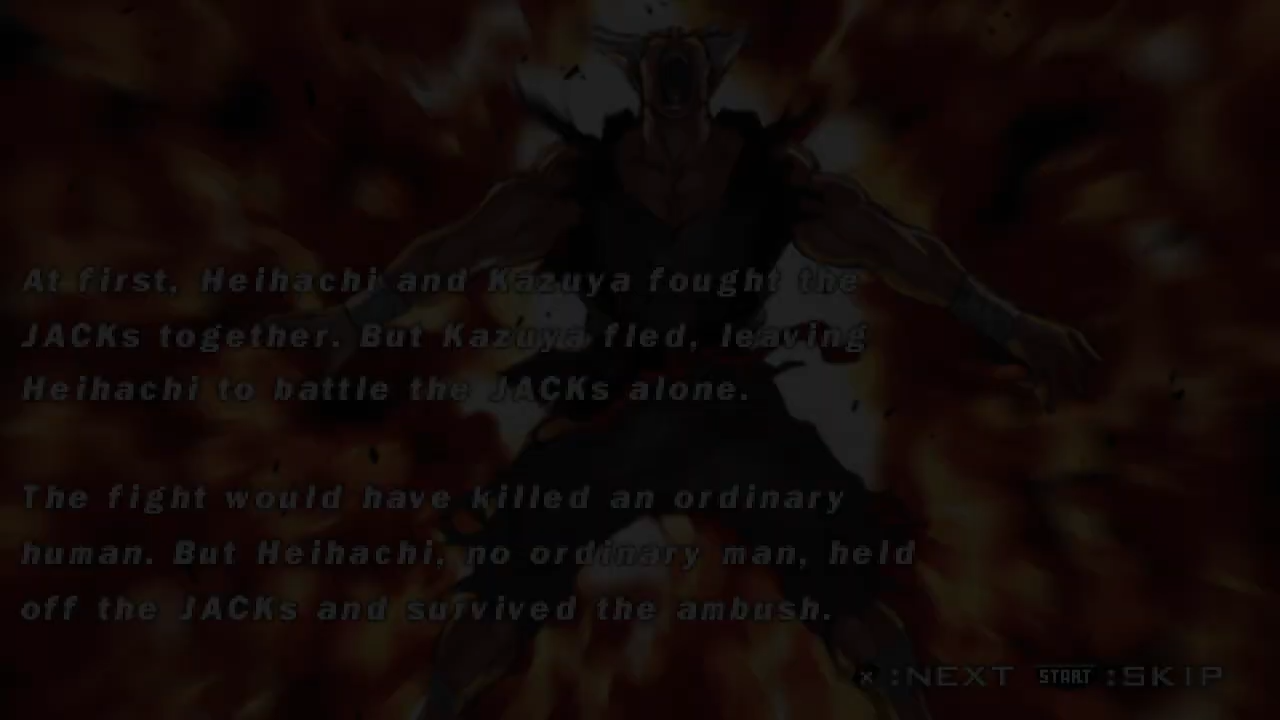 At first, Heihachi and Kazuya fought the
JACKs together. But Kazuya fled, leaving
Heihachi to battle the JACKs alone.
The fight would have killed an ordinary
human. But Heihachi, no ordinary man, held
off the JACKs and survived the ambush.
× :NEXT START :SKIP